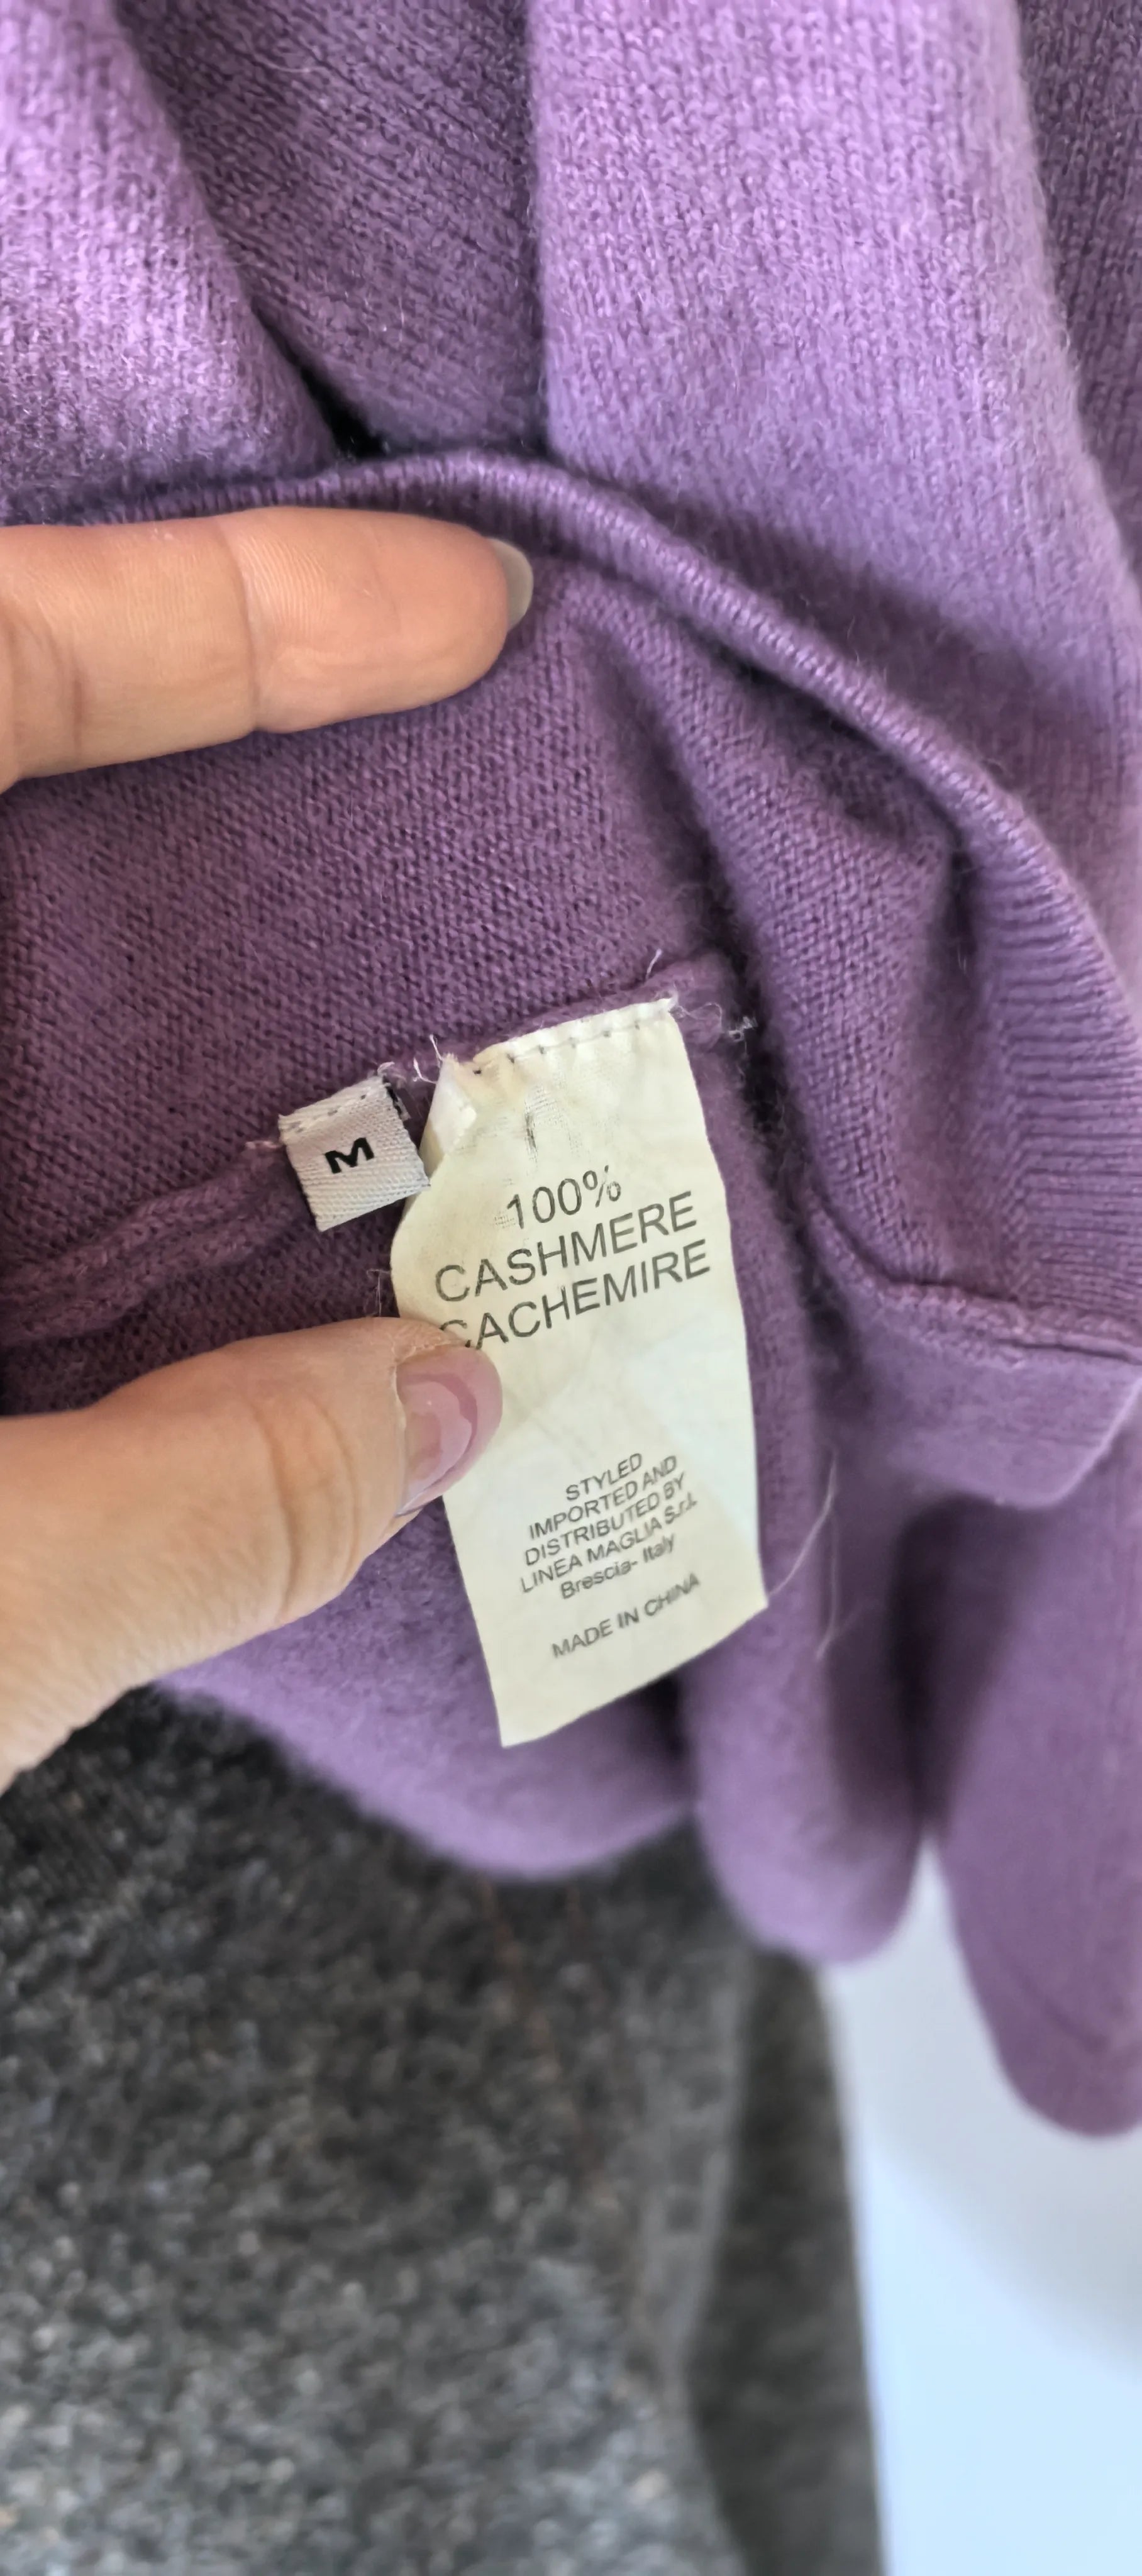 M
100%
CASHMERE
CACHEMIRE
STYLED
IMPORTED AND
DISTRIBUTED BY
LINEA MAGLIA S.r.l.
Brescia- Italy
MADE IN CHINA